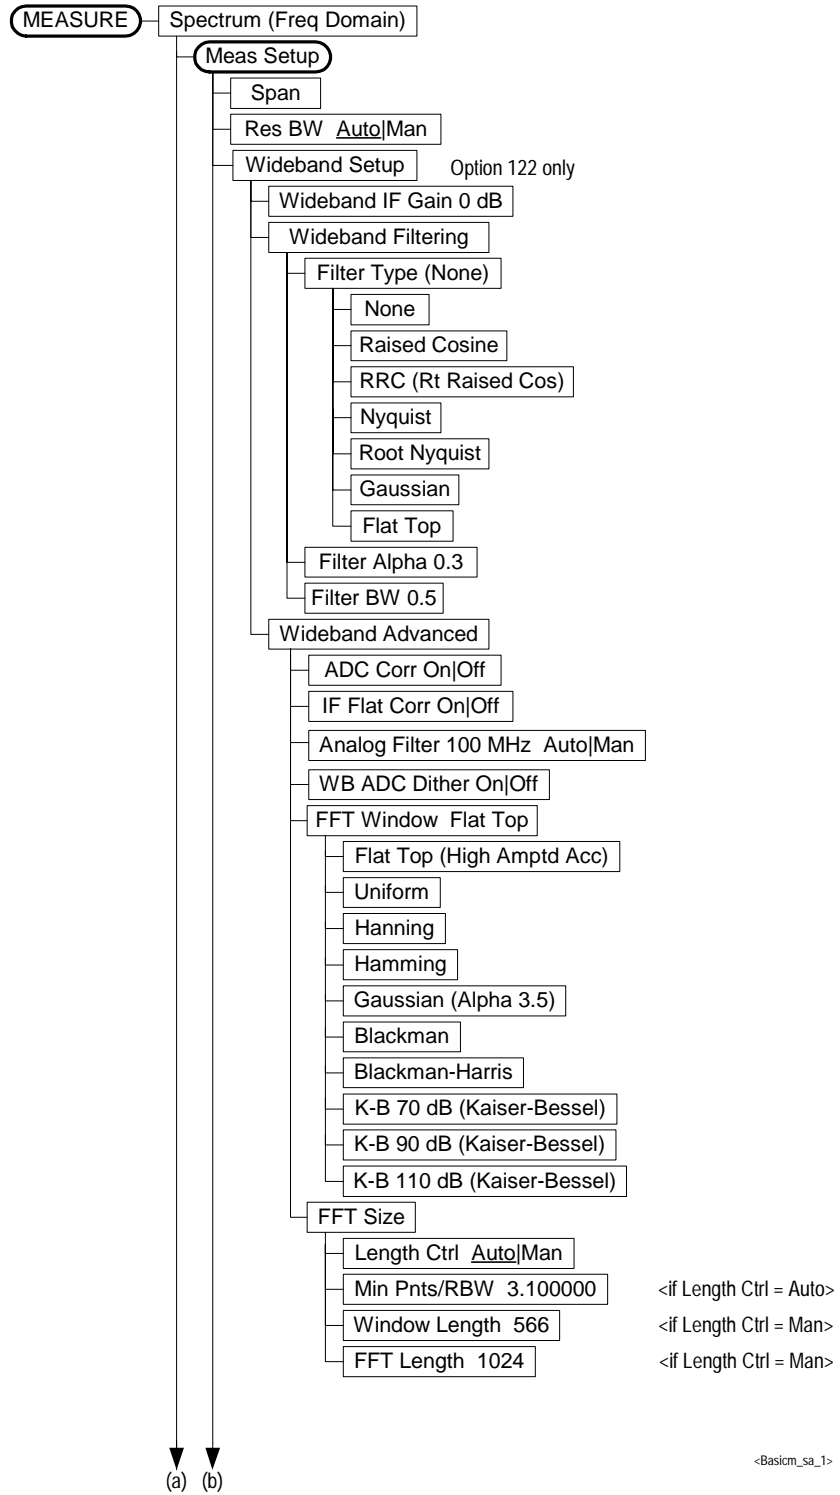 MEASURE Spectrum (Freq Domain)
Meas Setup
Span
Res BW Auto|Man
Wideband Setup Option 122 only
Wideband IF Gain 0 dB
Wideband Filtering
Filter Type (None)
None
Raised Cosine
RRC (Rt Raised Cos)
Nyquist
Root Nyquist
Gaussian
Flat Top
Filter Alpha 0.3
Filter BW 0.5
Wideband Advanced
ADC Corr On|Off
IF Flat Corr On|Off
Analog Filter 100 MHz Auto|Man
WB ADC Dither On|Off
FFT Window Flat Top
Flat Top (High Amptd Acc)
Uniform
Hanning
Hamming
Gaussian (Alpha 3.5)
Blackman
Blackman-Harris
K-B 70 dB (Kaiser-Bessel)
K-B 90 dB (Kaiser-Bessel)
K-B 110 dB (Kaiser-Bessel)
FFT Size
Length Ctrl Auto|Man
Min Pnts/RBW 3.100000 <if Length Ctrl = Auto>
Window Length 566 <if Length Ctrl = Man>
FFT Length 1024 <if Length Ctrl = Man>
<Basicm_sa_1>
(a) (b)